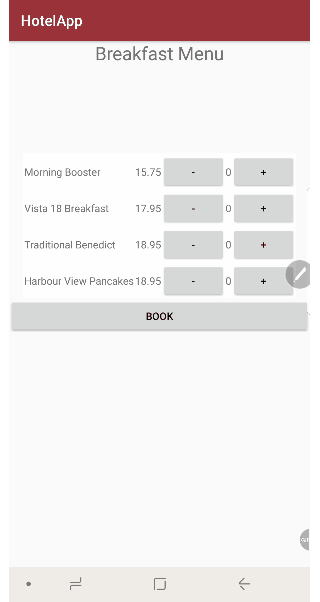 HotelApp
Breakfast Menu
Morning Booster 15.75 - 0 +
Vista 18 Breakfast 17.95 - 0 +
Traditional Benedict 18.95 - 0 +
Harbour View Pancakes 18.95 - 0 +
BOOK